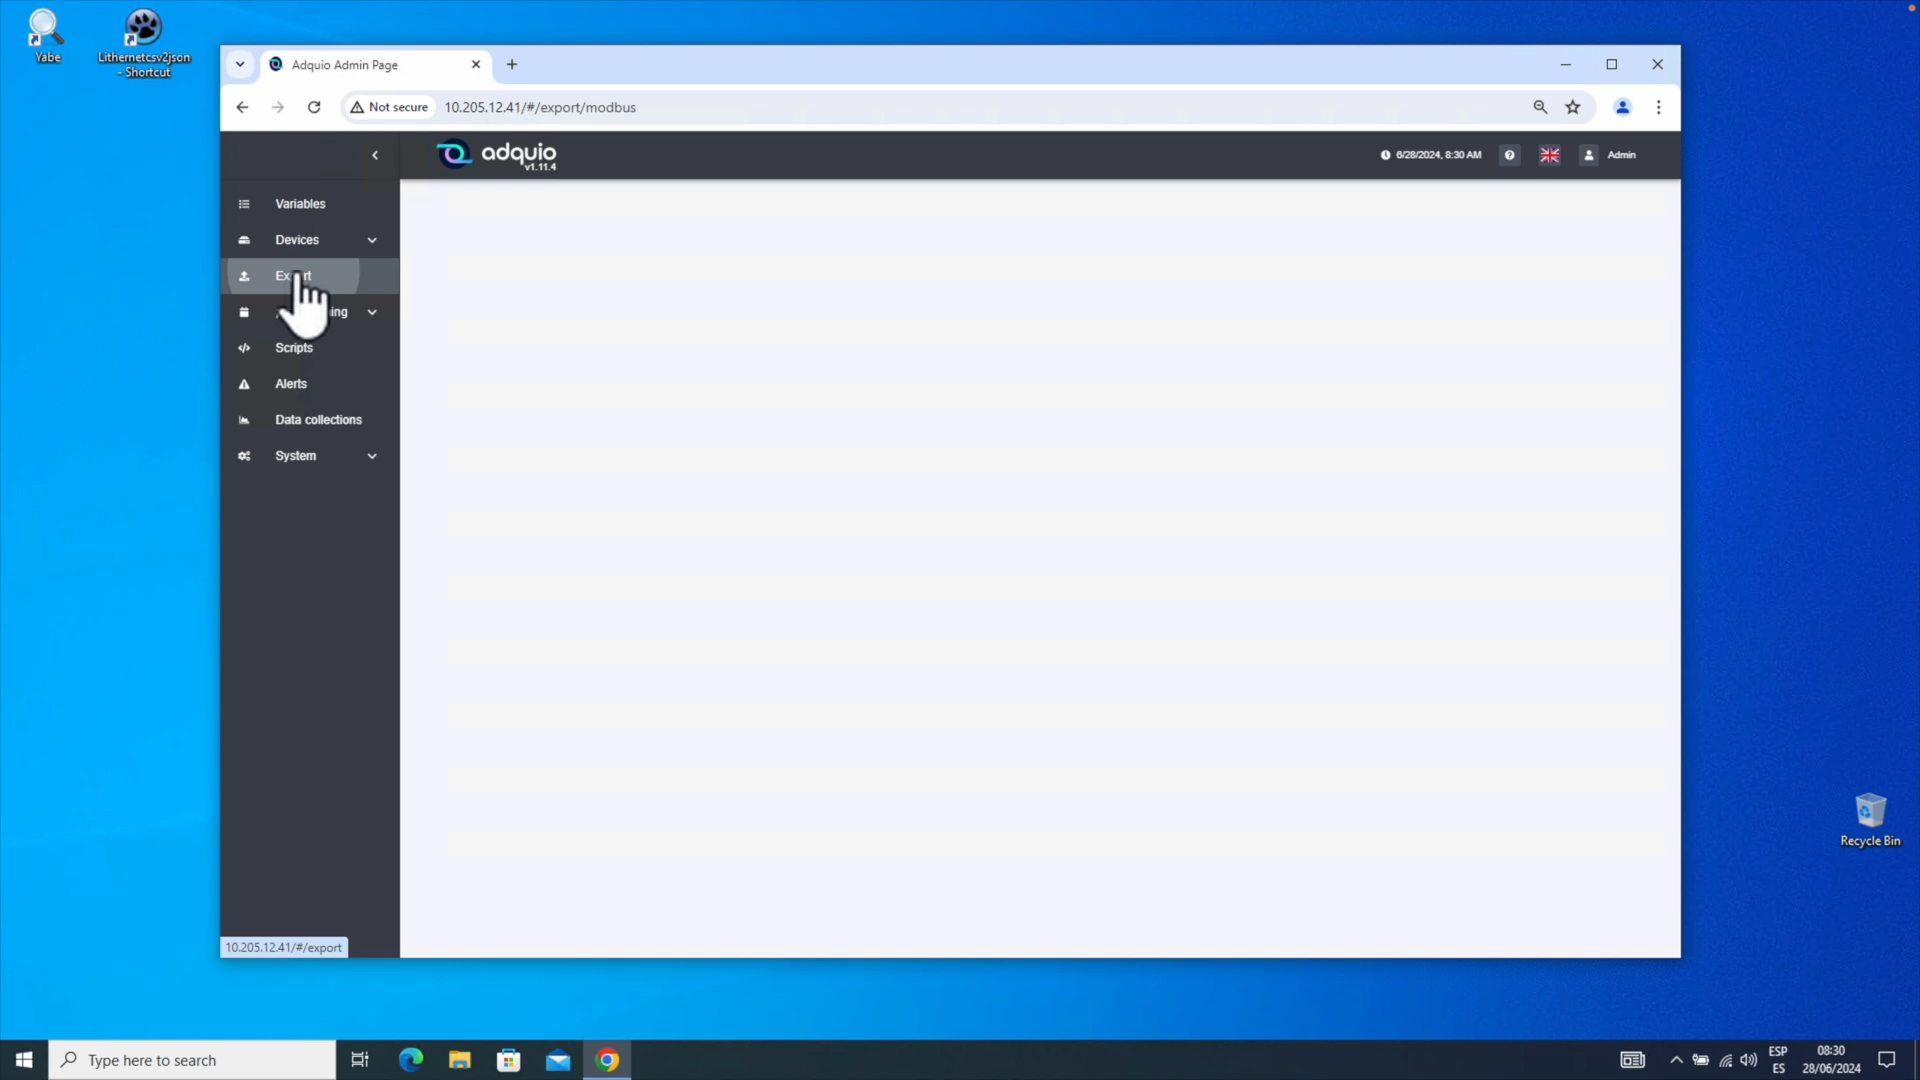 Yabe
Lithernetcsv2json
- Shortcut
Adquio Admin Page
Not secure
10.205.12.41/#/export/modbus
adquio
v1.11.4
6/28/2024, 8:30 AM
Admin
Variables
Devices
Scripts
Alerts
Data collections
System
10.205.12.41/#/export
Recycle Bin
Type here to search
ESP
ES
08:30
28/06/2024